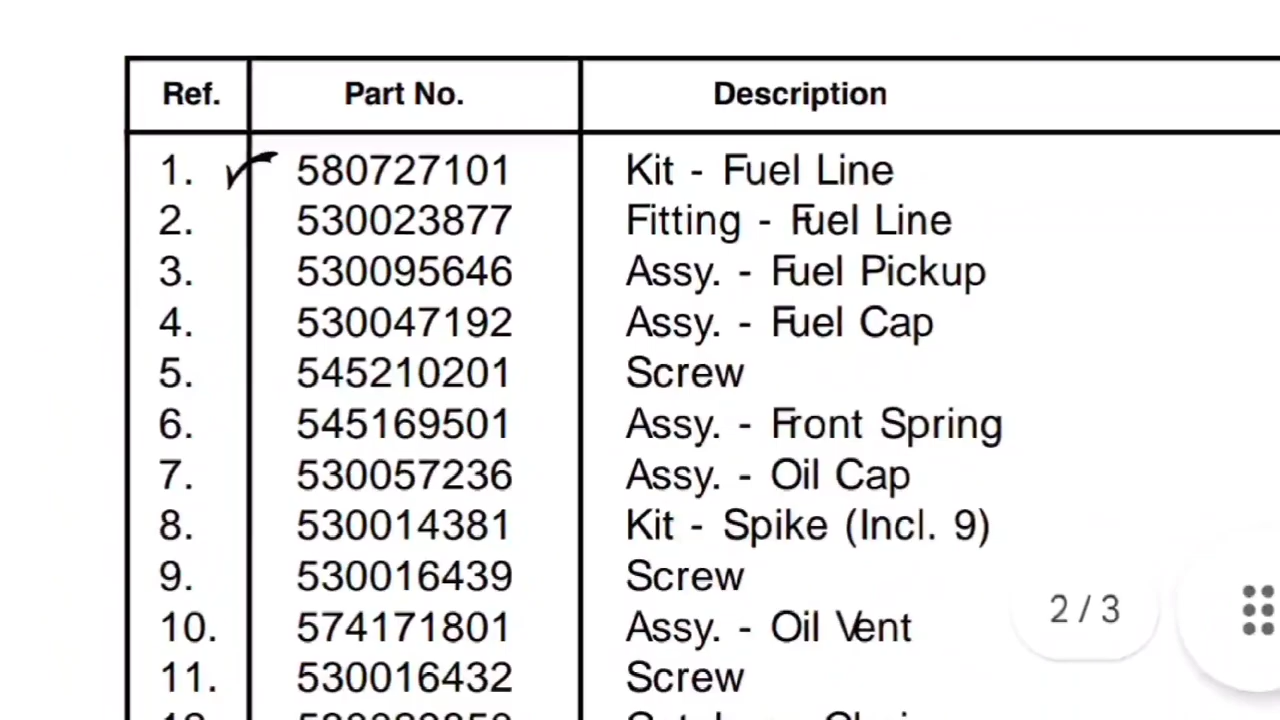 Ref. Part No. Description
1. 580727101 Kit - Fuel Line
2. 530023877 Fitting - Fuel Line
3. 530095646 Assy. - Fuel Pickup
4. 530047192 Assy. - Fuel Cap
5. 545210201 Screw
6. 545169501 Assy. - Front Spring
7. 530057236 Assy. - Oil Cap
8. 530014381 Kit - Spike (Incl. 9)
9. 530016439 Screw
10. 574171801 Assy. - Oil Vent
2 / 3
11. 530016432 Screw